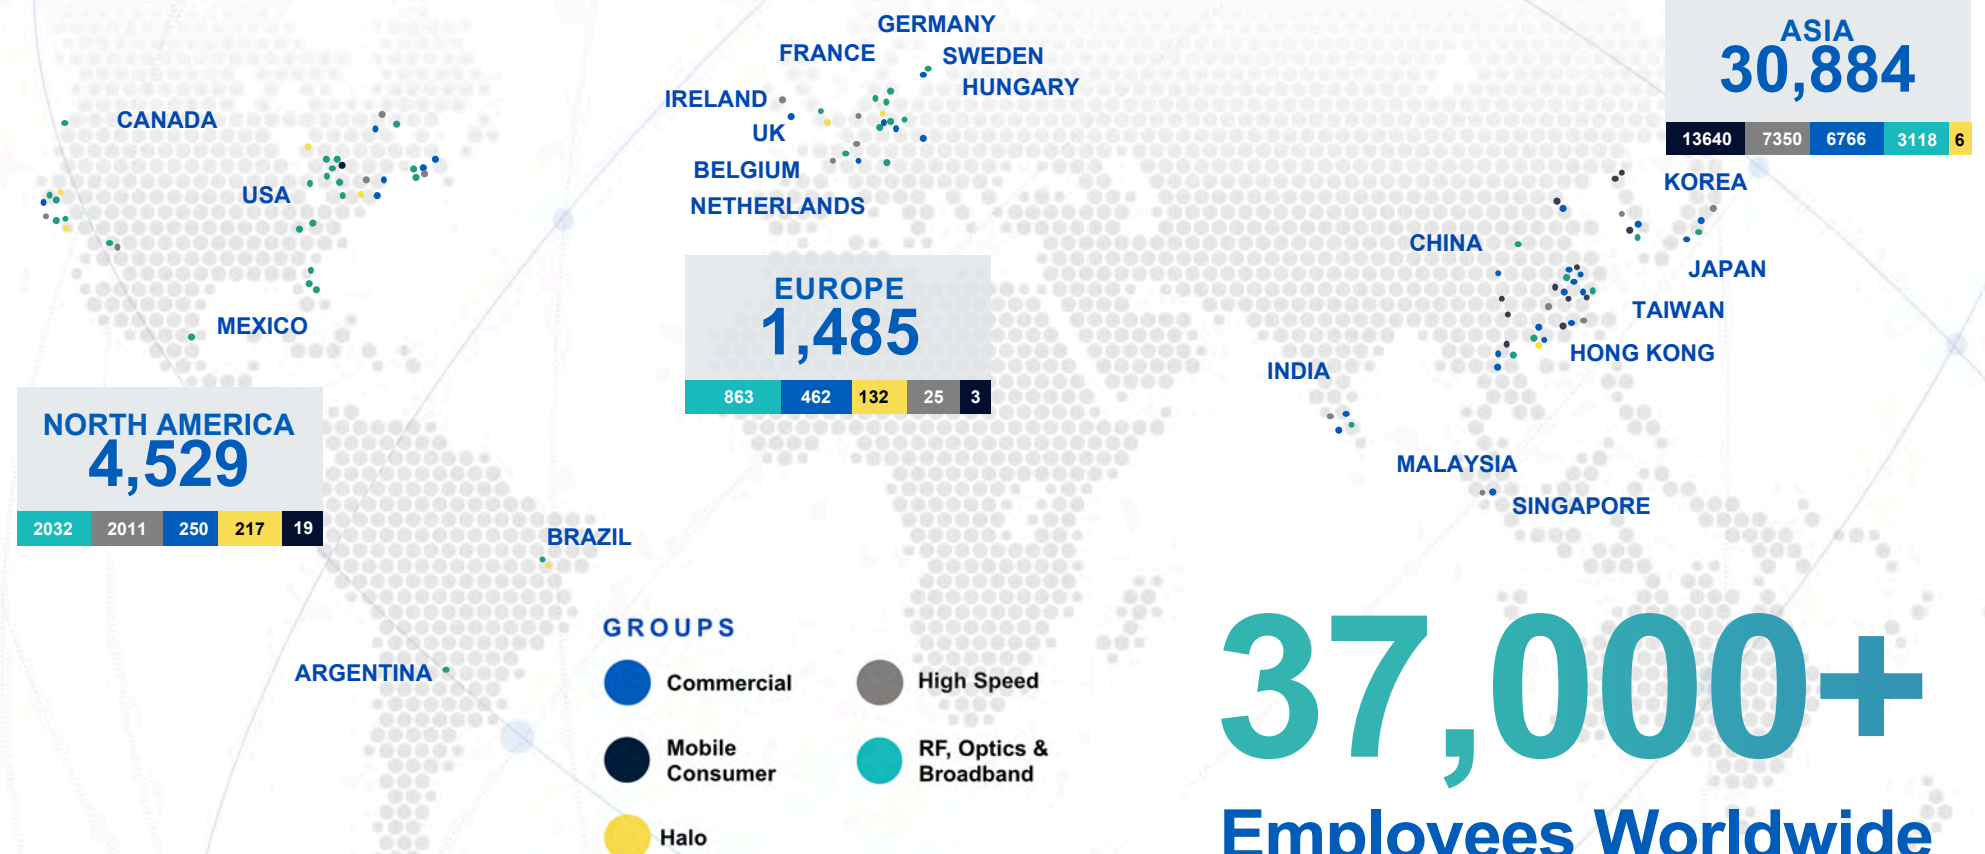 GERMANY
FRANCE
SWEDEN
HUNGARY
IRELAND
UK
BELGIUM
NETHERLANDS
CANADA
USA
MEXICO
ASIA
30,884
13640 7350 6766 3118 6
KOREA
CHINA
JAPAN
TAIWAN
HONG KONG
INDIA
MALAYSIA
SINGAPORE
EUROPE
1,485
863 462 132 25 3
NORTH AMERICA
4,529
2032 2011 250 217 19
BRAZIL
ARGENTINA
GROUPS
Commercial
High Speed
Mobile
Consumer
RF, Optics &
Broadband
Halo
37,000+
Employees Worldwide